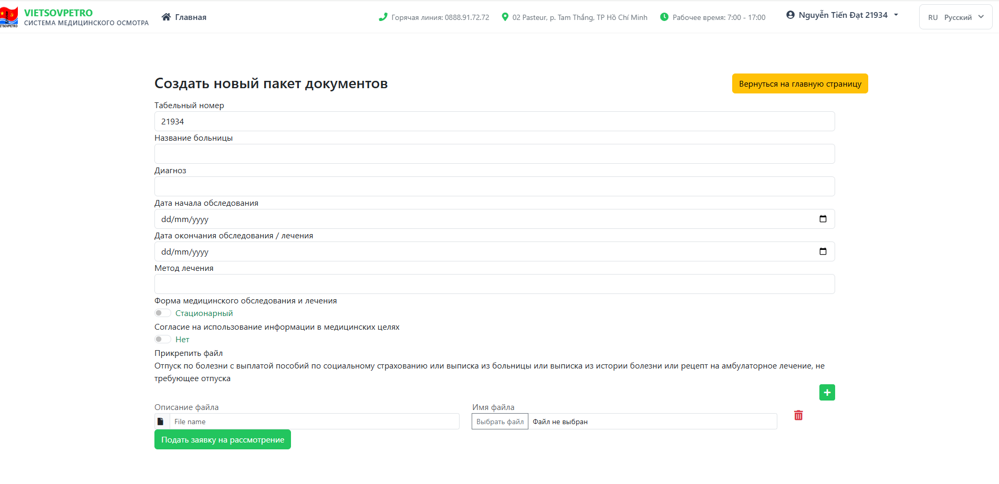 VIETSOVPETRO
СИСТЕМА МЕДИЦИНСКОГО ОСМОТРА
Главная
Горячая линия: 0888.91.72.72
02 Pasteur, p. Tam Thắng, TP Hồ Chí Minh
Рабочее время: 7:00 - 17:00
Nguyễn Tiến Đạt 21934
RU Русский
Создать новый пакет документов
Вернуться на главную страницу
Табельный номер
21934
Название больницы
Диагноз
Дата начала обследования
dd/mm/yyyy
Дата окончания обследования / лечения
dd/mm/yyyy
Метод лечения
Форма медицинского обследования и лечения
Стационарный
Согласие на использование информации в медицинских целях
Нет
Прикрепить файл
Отпуск по болезни с выплатой пособий по социальному страхованию или выписка из больницы или выписка из истории болезни или рецепт на амбулаторное лечение, не
требующее отпуска
Описание файла
Имя файла
File name
Выбрать файл
Файл не выбран
Подать заявку на рассмотрение